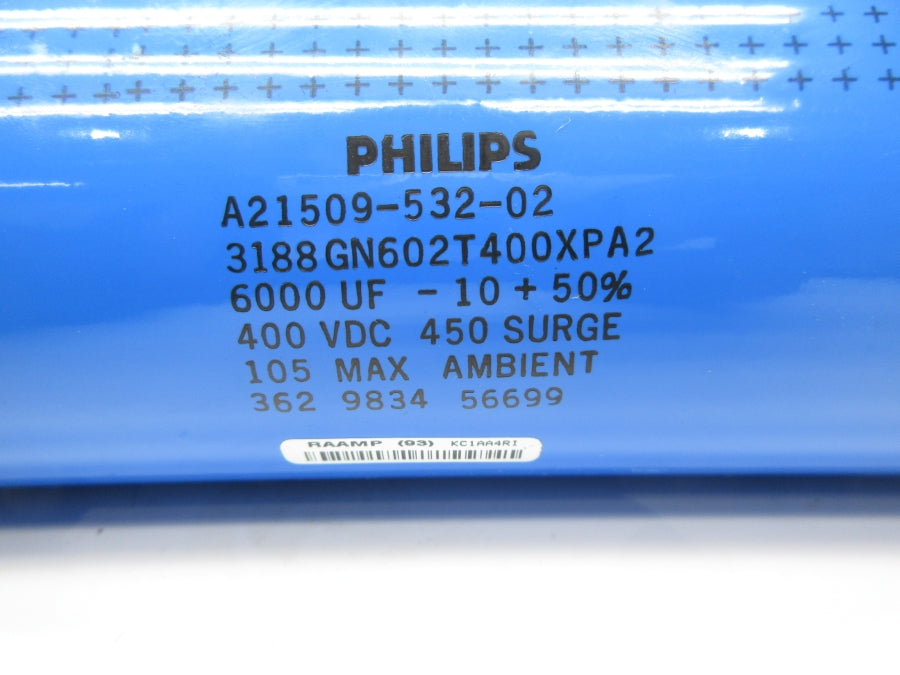 PHILIPS
A21509-532-02
3188GN602T400XPA2
6000 UF - 10 + 50%
400 VDC 450 SURGE
105 MAX AMBIENT
362 9834 56699
RAAMP (93) KC1AA4RI